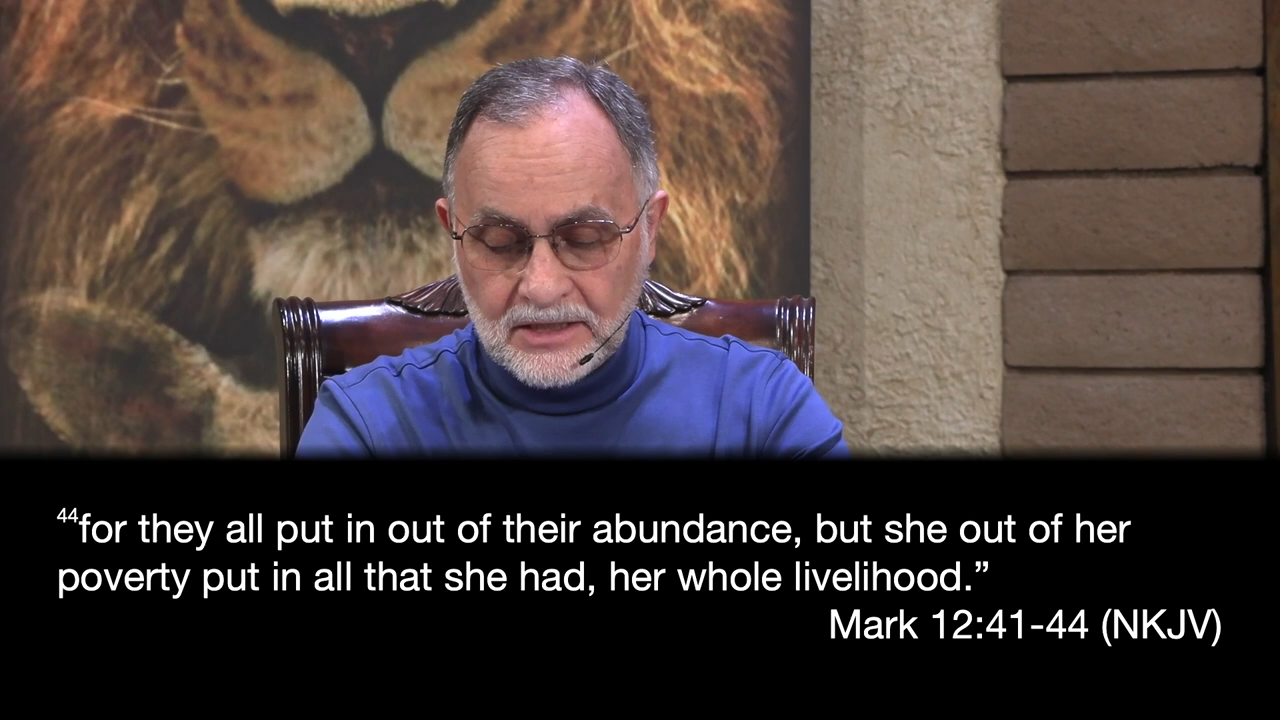 44for they all put in out of their abundance, but she out of her
poverty put in all that she had, her whole livelihood.”
Mark 12:41-44 (NKJV)